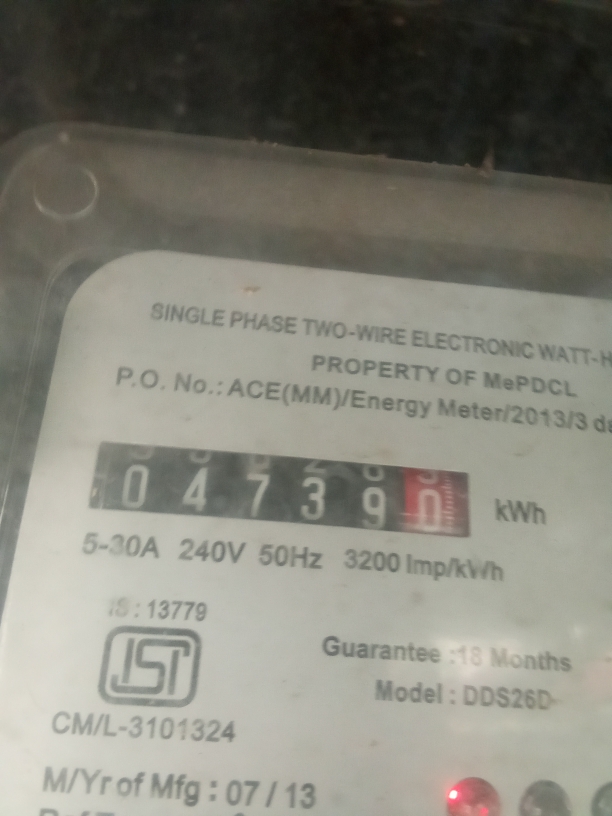 SINGLE PHASE TWO-WIRE ELECTRONIC
PROPERTY OF MePDCL
P.O. No.: ACE(MM)/Energy Meter/2013/3
0 4 7 3 9 0 kWh
5-30A 240V 50Hz 3200 Imp/kWh
IS : 13779
Guarantee :18 Months
Model : DDS26D
CM/L-3101324
M/Yr of Mfg : 07 / 13